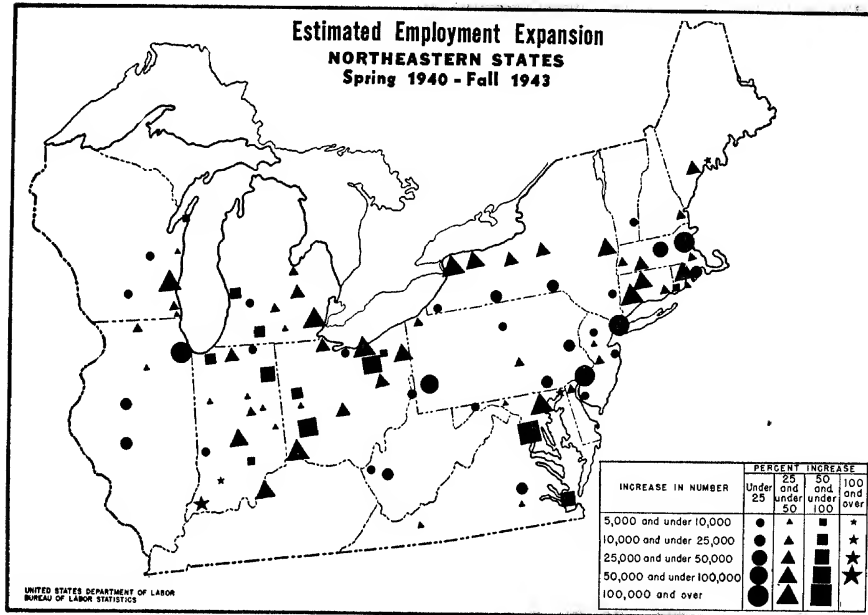 Estimated Employment Expansion
NORTHEASTERN STATES
Spring 1940 - Fall 1943
PERCENT INCREASE
INCREASE IN NUMBER
Under 25
25 and under 50
50 and under 100
100 and over
5,000 and under 10,000
10,000 and under 25,000
25,000 and under 50,000
50,000 and under 100,000
100,000 and over
UNITED STATES DEPARTMENT OF LABOR
BUREAU OF LABOR STATISTICS